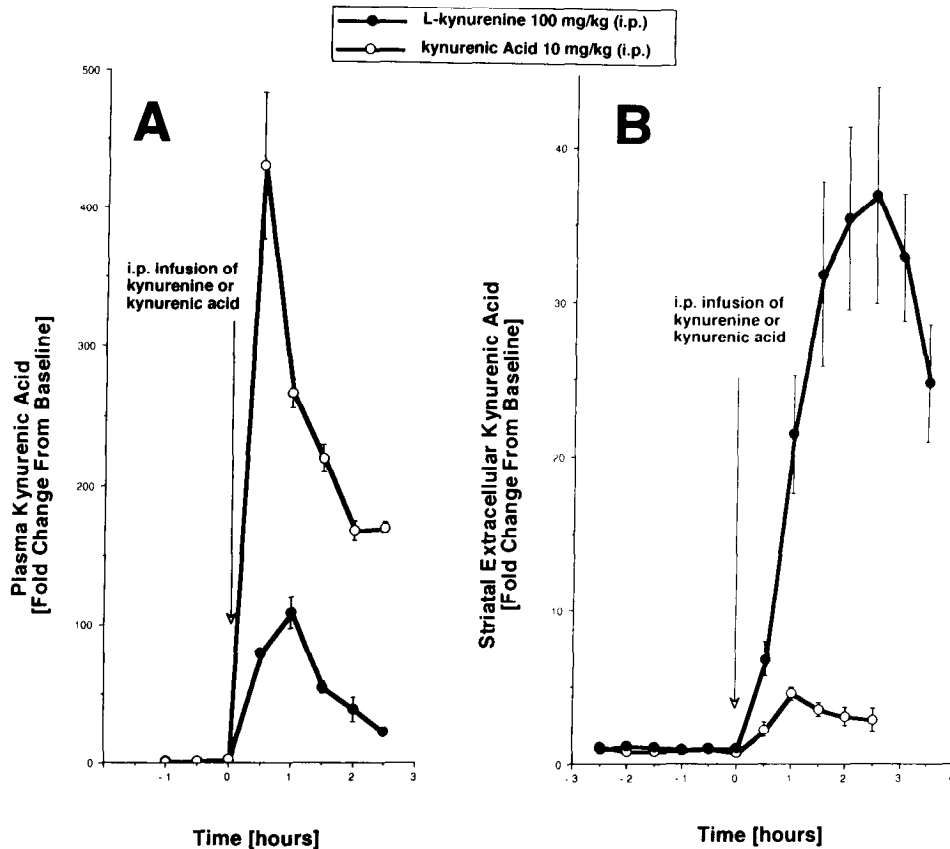 L-kynurenine 100 mg/kg (i.p.)
kynurenic Acid 10 mg/kg (i.p.)
A
Plasma Kynurenic Acid
[Fold Change From Baseline]
500
400
300
200
100
0
i.p. infusion of
kynurenine or
kynurenic acid
-1
0
1
2
3
Time [hours]
B
Striatal Extracellular Kynurenic Acid
[Fold Change From Baseline]
40
30
20
10
0
i.p. infusion of
kynurenine or
kynurenic acid
-3
-2
-1
0
1
2
3
4
Time [hours]